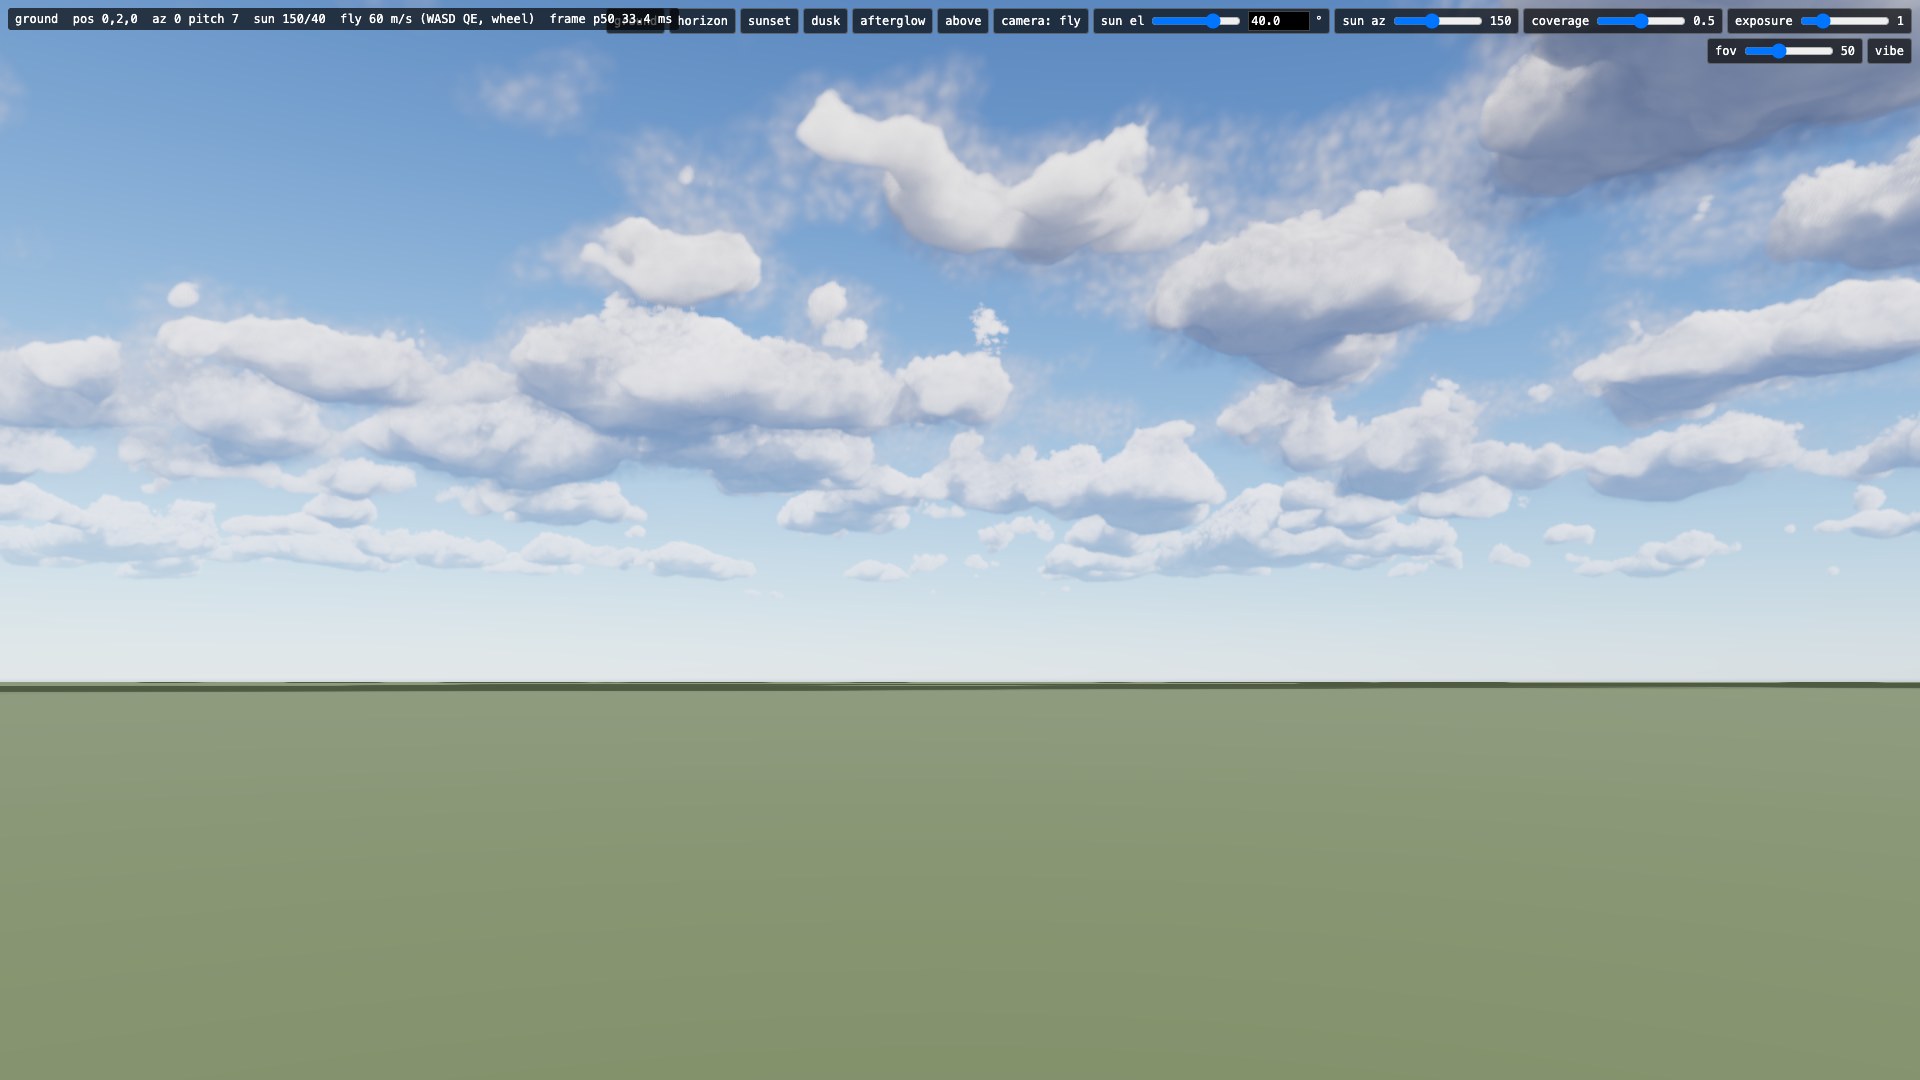 ground pos 0,2,0 az 0 pitch 7 sun 150/40 fly 60 m/s (WASD QE, wheel) frame p50 33.4 ms horizon sunset dusk afterglow above camera: fly sun el 40.0 ° sun az 150 coverage 0.5 exposure 1
fov 50 vibe